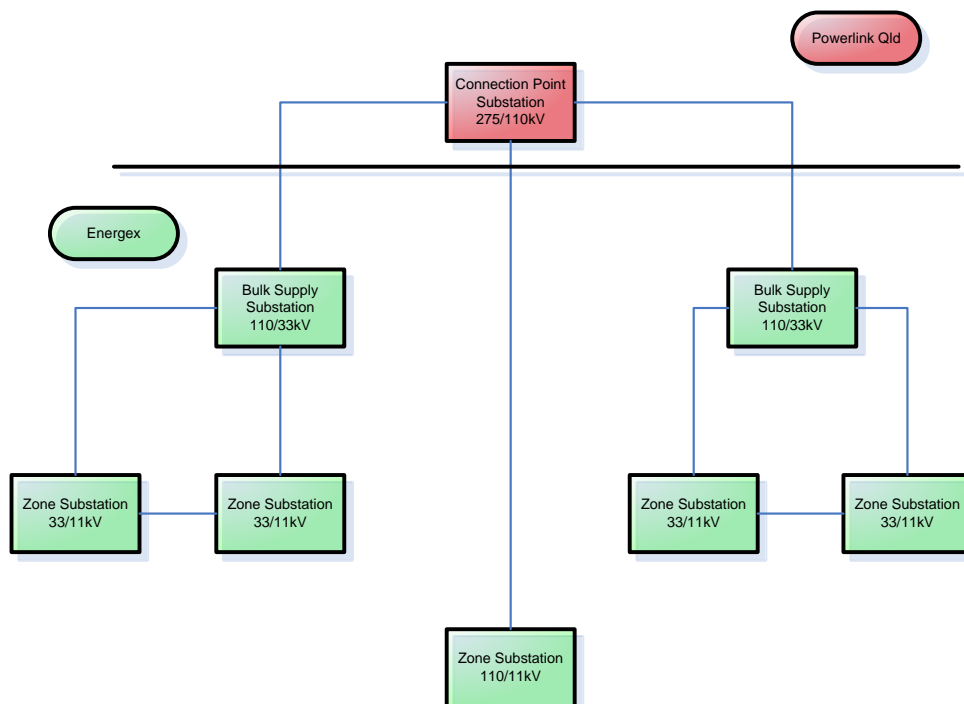 Powerlink Qld
Connection Point
Substation
275/110kV
Energex
Bulk Supply
Substation
110/33kV
Bulk Supply
Substation
110/33kV
Zone Substation
33/11kV
Zone Substation
33/11kV
Zone Substation
33/11kV
Zone Substation
33/11kV
Zone Substation
110/11kV